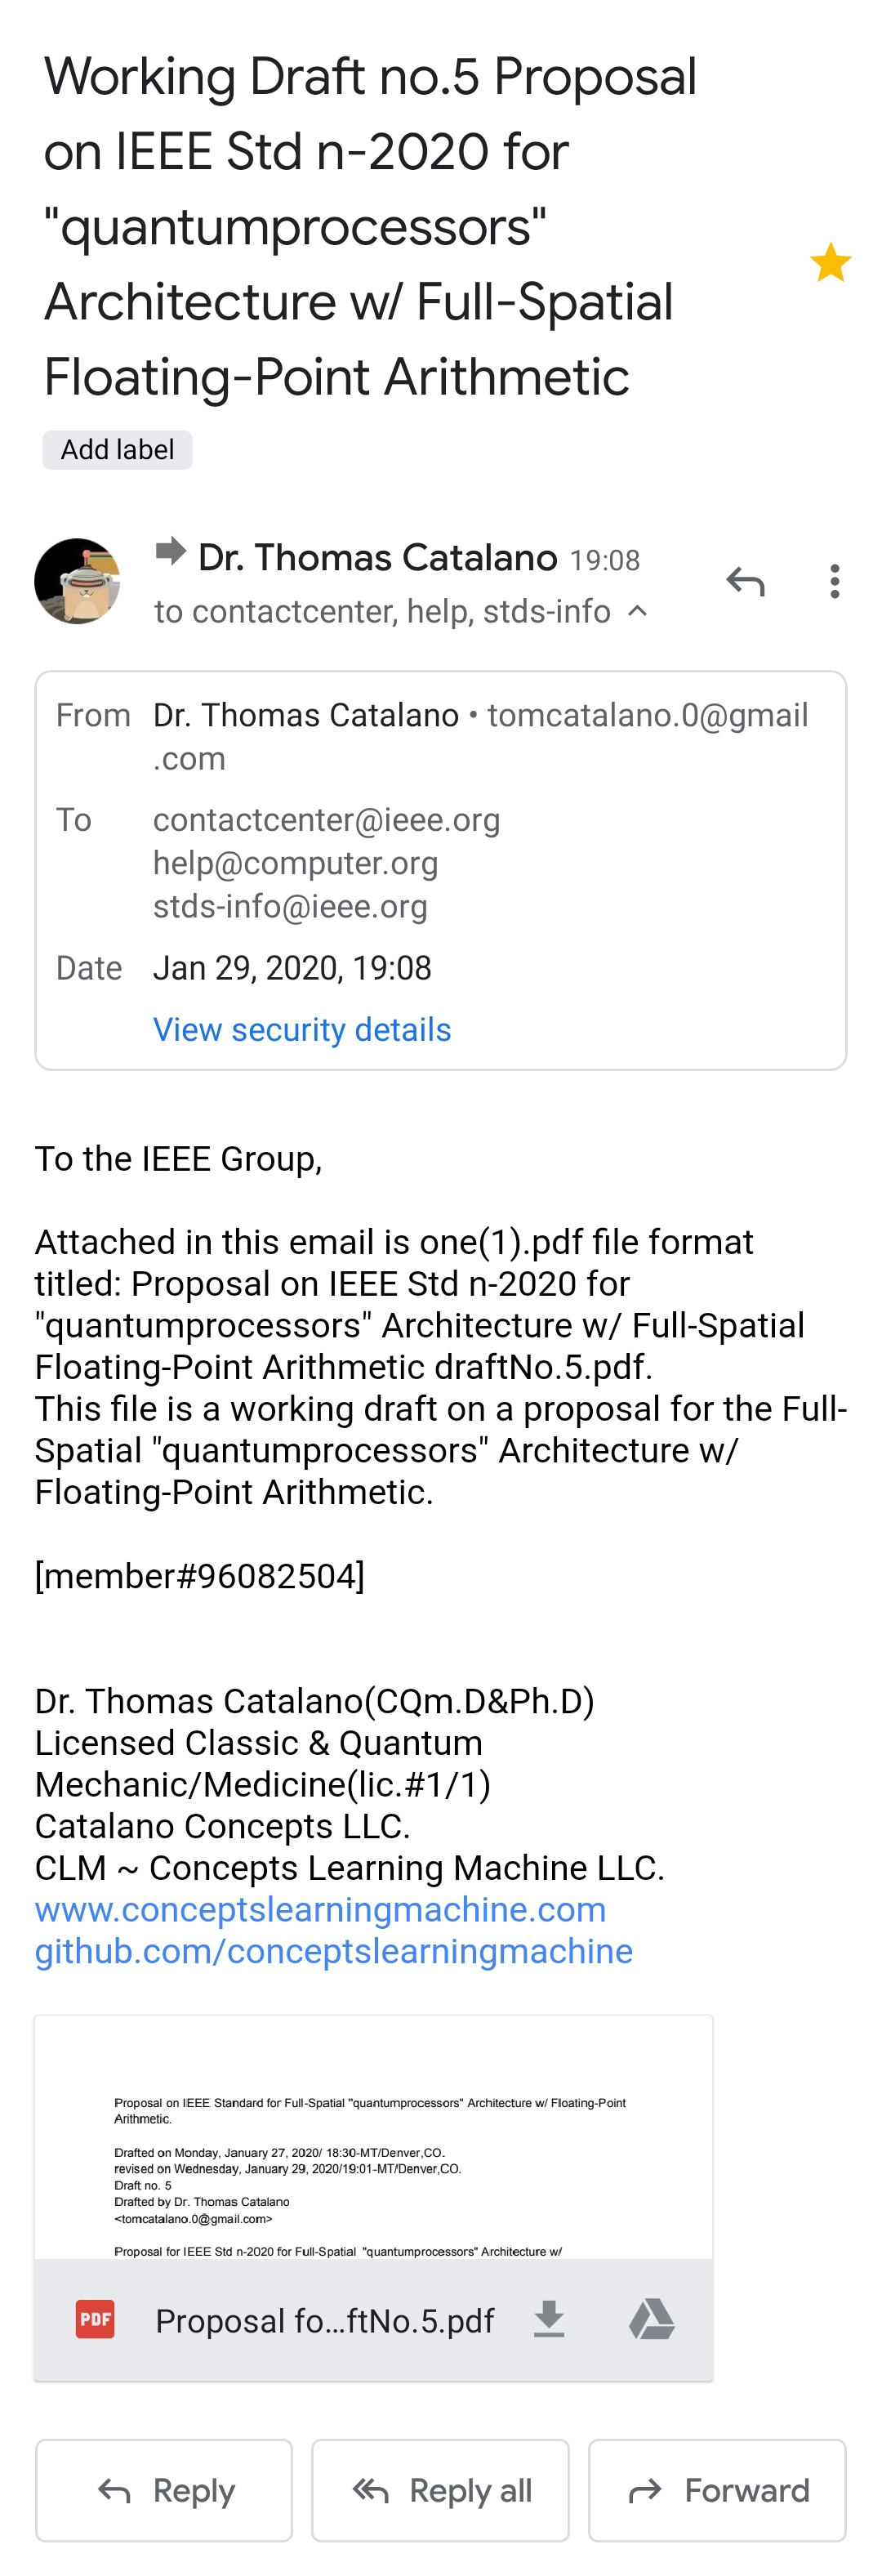 Working Draft no.5 Proposal
on IEEE Std n-2020 for
"quantumprocessors"
Architecture w/ Full-Spatial
Floating-Point Arithmetic
Add label
Dr. Thomas Catalano 19:08
to contactcenter, help, stds-info
From Dr. Thomas Catalano • tomcatalano.0@gmail
.com
To contactcenter@ieee.org
help@computer.org
stds-info@ieee.org
Date Jan 29, 2020, 19:08
View security details
To the IEEE Group,
Attached in this email is one(1).pdf file format
titled: Proposal on IEEE Std n-2020 for
"quantumprocessors" Architecture w/ Full-Spatial
Floating-Point Arithmetic draftNo.5.pdf.
This file is a working draft on a proposal for the Full-
Spatial "quantumprocessors" Architecture w/
Floating-Point Arithmetic.
[member#96082504]
Dr. Thomas Catalano(CQm.D&Ph.D)
Licensed Classic & Quantum
Mechanic/Medicine(lic.#1/1)
Catalano Concepts LLC.
CLM ~ Concepts Learning Machine LLC.
www.conceptslearningmachine.com
github.com/conceptslearningmachine
Proposal on IEEE Standard for Full-Spatial "quantumprocessors" Architecture w/ Floating-Point
Arithmetic.
Drafted on Monday, January 27, 2020/ 18:30-MT/Denver,CO.
revised on Wednesday, January 29, 2020/19:01-MT/Denver,CO.
Draft no. 5
Drafted by Dr. Thomas Catalano
<tomcatalano.0@gmail.com>
Proposal for IEEE Std n-2020 for Full-Spatial "quantumprocessors" Architecture w/
PDF Proposal fo...ftNo.5.pdf
Reply Reply all Forward